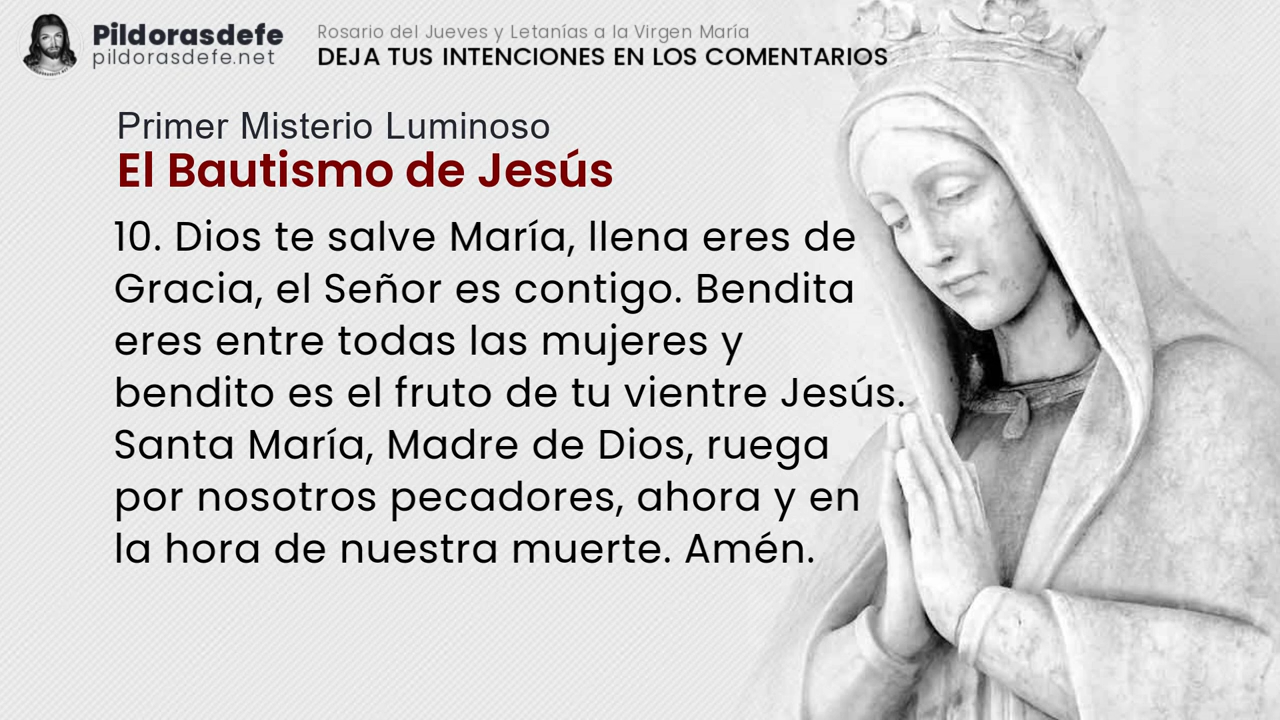 Pildorasdefe
pildorasdefe.net
Rosario del Jueves y Letanías a la Virgen María
DEJA TUS INTENCIONES EN LOS COMENTARIOS
Primer Misterio Luminoso
El Bautismo de Jesús
10. Dios te salve María, llena eres de
Gracia, el Señor es contigo. Bendita
eres entre todas las mujeres y
bendito es el fruto de tu vientre Jesús.
Santa María, Madre de Dios, ruega
por nosotros pecadores, ahora y en
la hora de nuestra muerte. Amén.